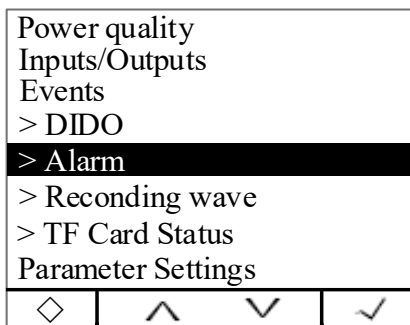 Power quality
Inputs/Outputs
Events
> DIDO
> Alarm
> Reconding wave
> TF Card Status
Parameter Settings